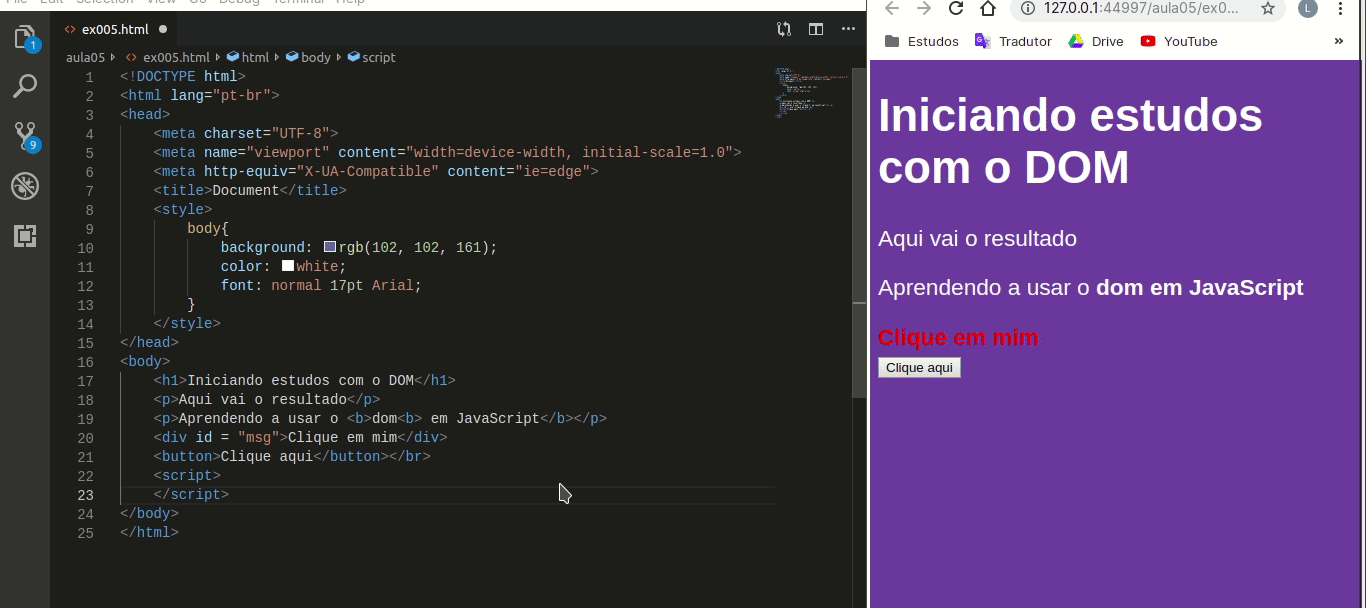 File Edit Selection View Go Debug Terminal Help
ex005.html
aula05 ex005.html html body script
1 <!DOCTYPE html>
2 <html lang="pt-br">
3 <head>
4 <meta charset="UTF-8">
5 <meta name="viewport" content="width=device-width, initial-scale=1.0">
6 <meta http-equiv="X-UA-Compatible" content="ie=edge">
7 <title>Document</title>
8 <style>
9 body{
10 background: rgb(102, 102, 161);
11 color: white;
12 font: normal 17pt Arial;
13 }
14 </style>
15 </head>
16 <body>
17 <h1>Iniciando estudos com o DOM</h1>
18 <p>Aqui vai o resultado</p>
19 <p>Aprendendo a usar o <b>dom<b> em JavaScript</b></p>
20 <div id = "msg">Clique em mim</div>
21 <button>Clique aqui</button></br>
22 <script>
23 </script>
24 </body>
25 </html>
1
9
127.0.0.1:44997/aula05/ex0...
L
Estudos Tradutor Drive YouTube »
Iniciando estudos
com o DOM
Aqui vai o resultado
Aprendendo a usar o dom em JavaScript
Clique em mim
Clique aqui